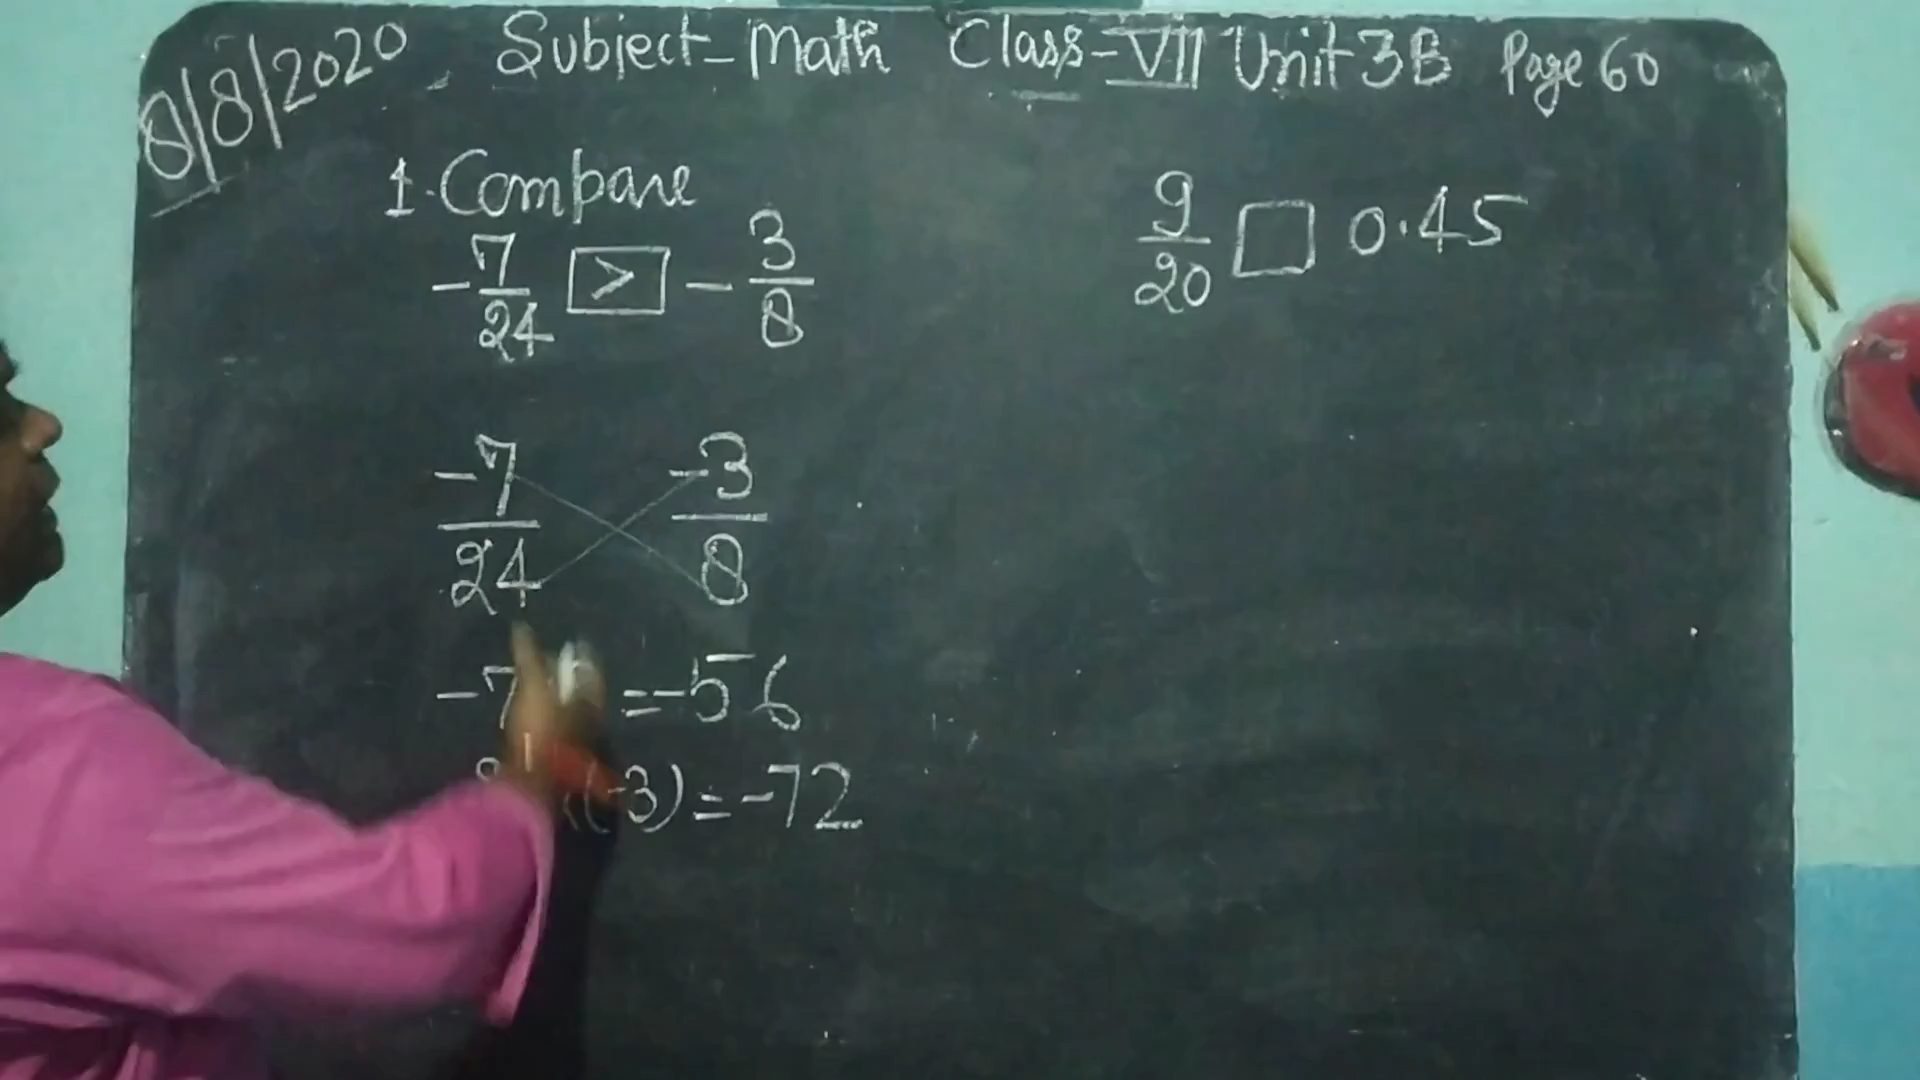 8/8/2020 Subject - Math Class - VII Unit 3B Page 60
1. Compare
-7/24 > -3/8
9/20 □ 0.45
-7/24 -3/8
-7 = -56
(-3) = -72